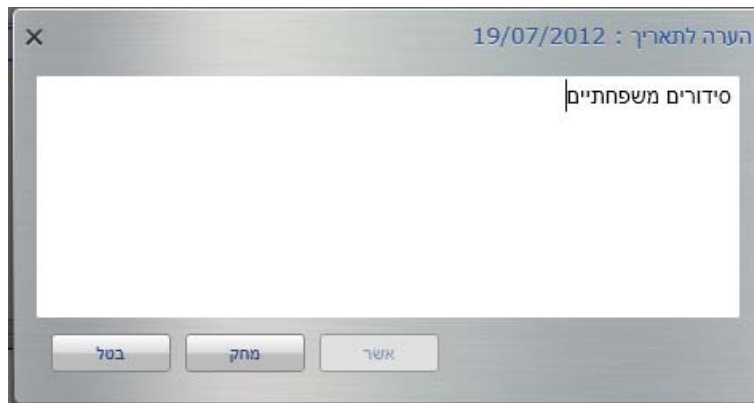 הערה לתאריך : 19/07/2012
סידורים משפחתיים
אשר
מחק
בטל